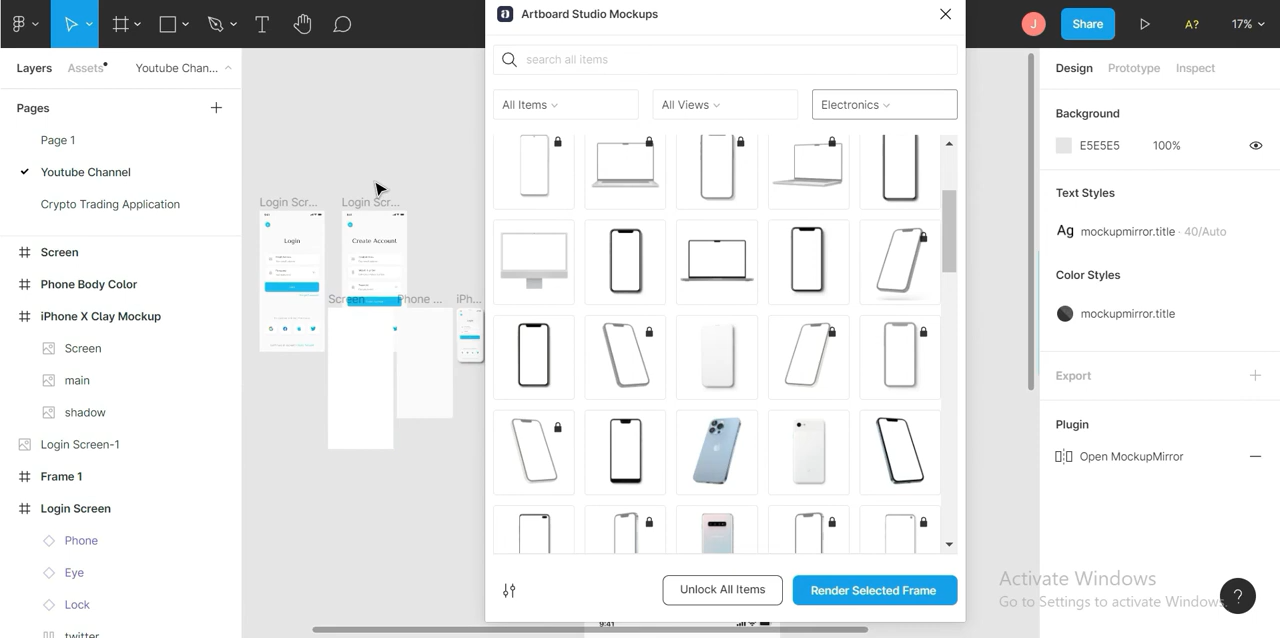 Artboard Studio Mockups
J
Share
A?
17%
Layers
Assets
Youtube Chan...
search all items
Design
Prototype
Inspect
Pages
All Items
All Views
Electronics
Background
Page 1
E5E5E5
100%
Youtube Channel
Crypto Trading Application
Login Scr...
Login Scr...
Text Styles
Login
Create Account
Ag mockupmirror.title · 40/Auto
Screen
Color Styles
Phone Body Color
Screen
Phone ...
iPh...
mockupmirror.title
iPhone X Clay Mockup
Screen
Export
main
shadow
Plugin
Login Screen-1
Open MockupMirror
Frame 1
Login Screen
Phone
Eye
Activate Windows
Go to Settings to activate Windows.
Unlock All Items
Render Selected Frame
?
Lock
9:41
twitter